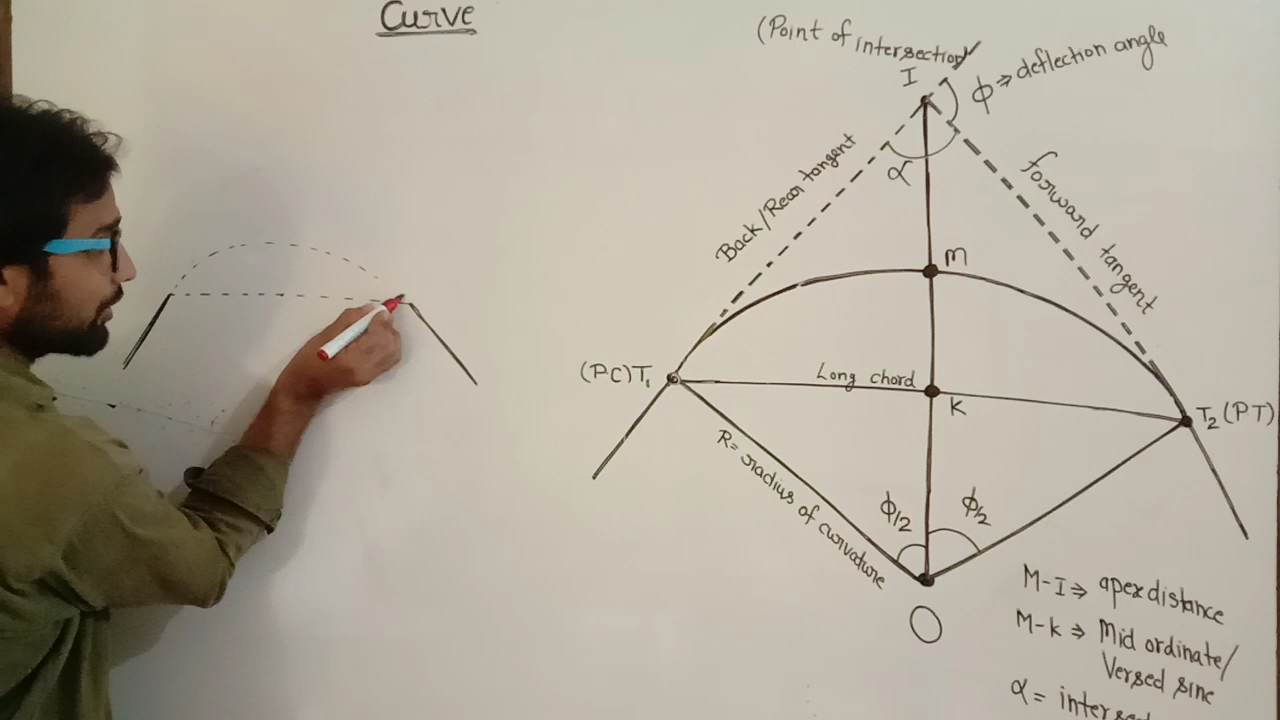 Curve
(Point of intersection)
I
ϕ ⇒ deflection angle
Back/Rear tangent
α
forward tangent
M
(PC)T₁
Long chord
K
T₂(PT)
R = radius of curvature
ϕ/2
ϕ/2
O
M-I ⇒ apex distance
M-K ⇒ Mid ordinate/
Versed sine
α =